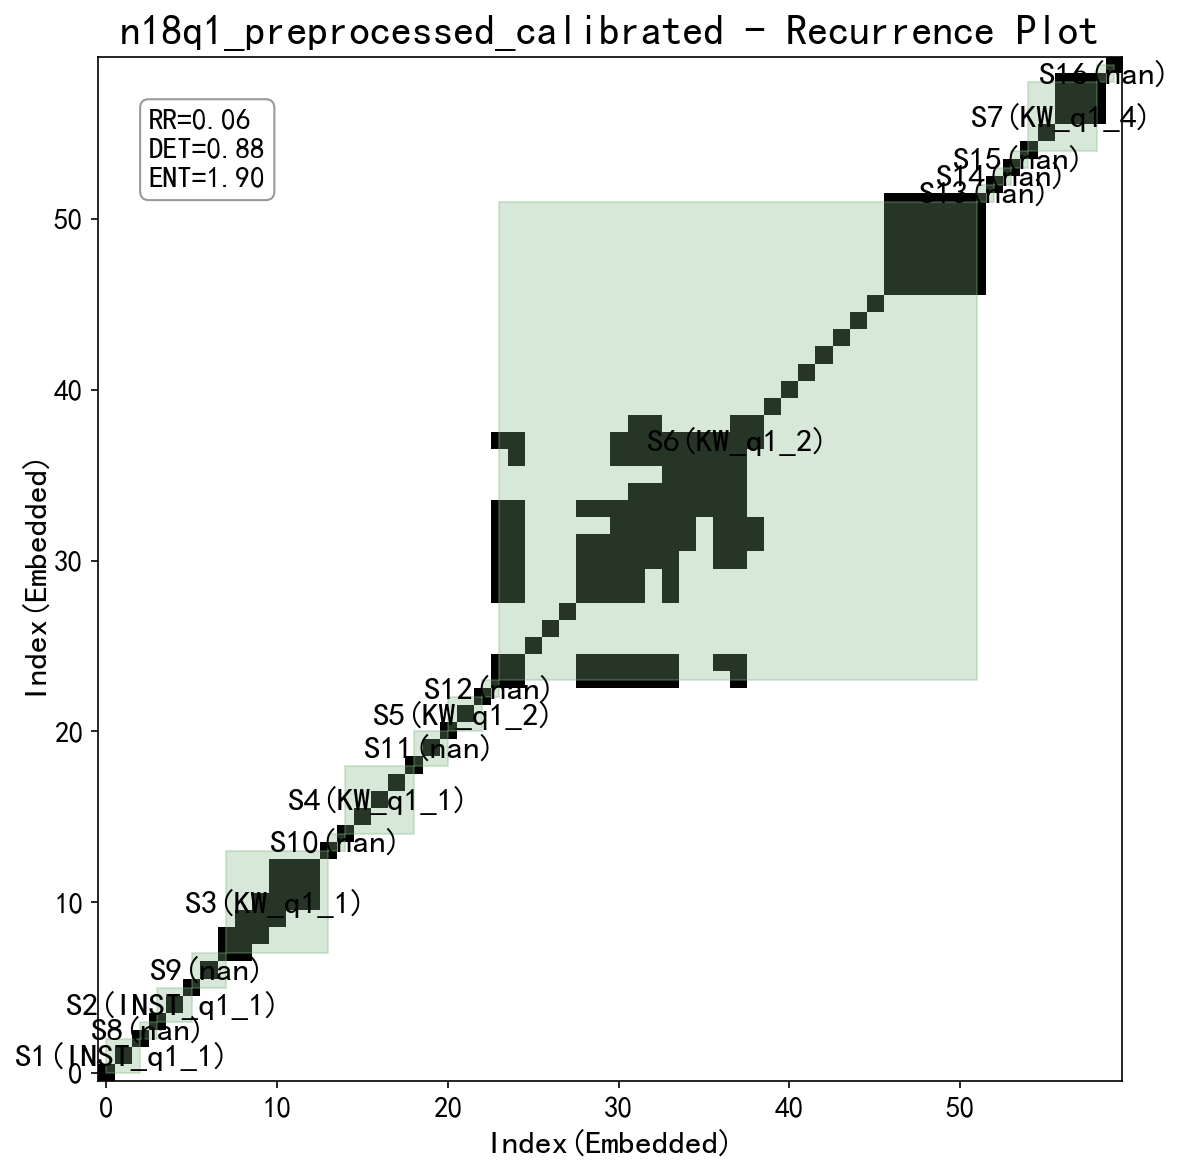 n18q1_preprocessed_calibrated - Recurrence Plot
RR=0.06
DET=0.88
ENT=1.90
S16(nan)
S7(KW_q1_4)
S15(nan)
S14(nan)
S13(nan)
S6(KW_q1_2)
S12(nan)
S5(KW_q1_2)
S11(nan)
S4(KW_q1_1)
S10(nan)
S3(KW_q1_1)
S9(nan)
S2(INST_q1_1)
S8(nan)
S1(INST_q1_1)
50
40
30
20
10
0
Index(Embedded)
0 10 20 30 40 50
Index(Embedded)